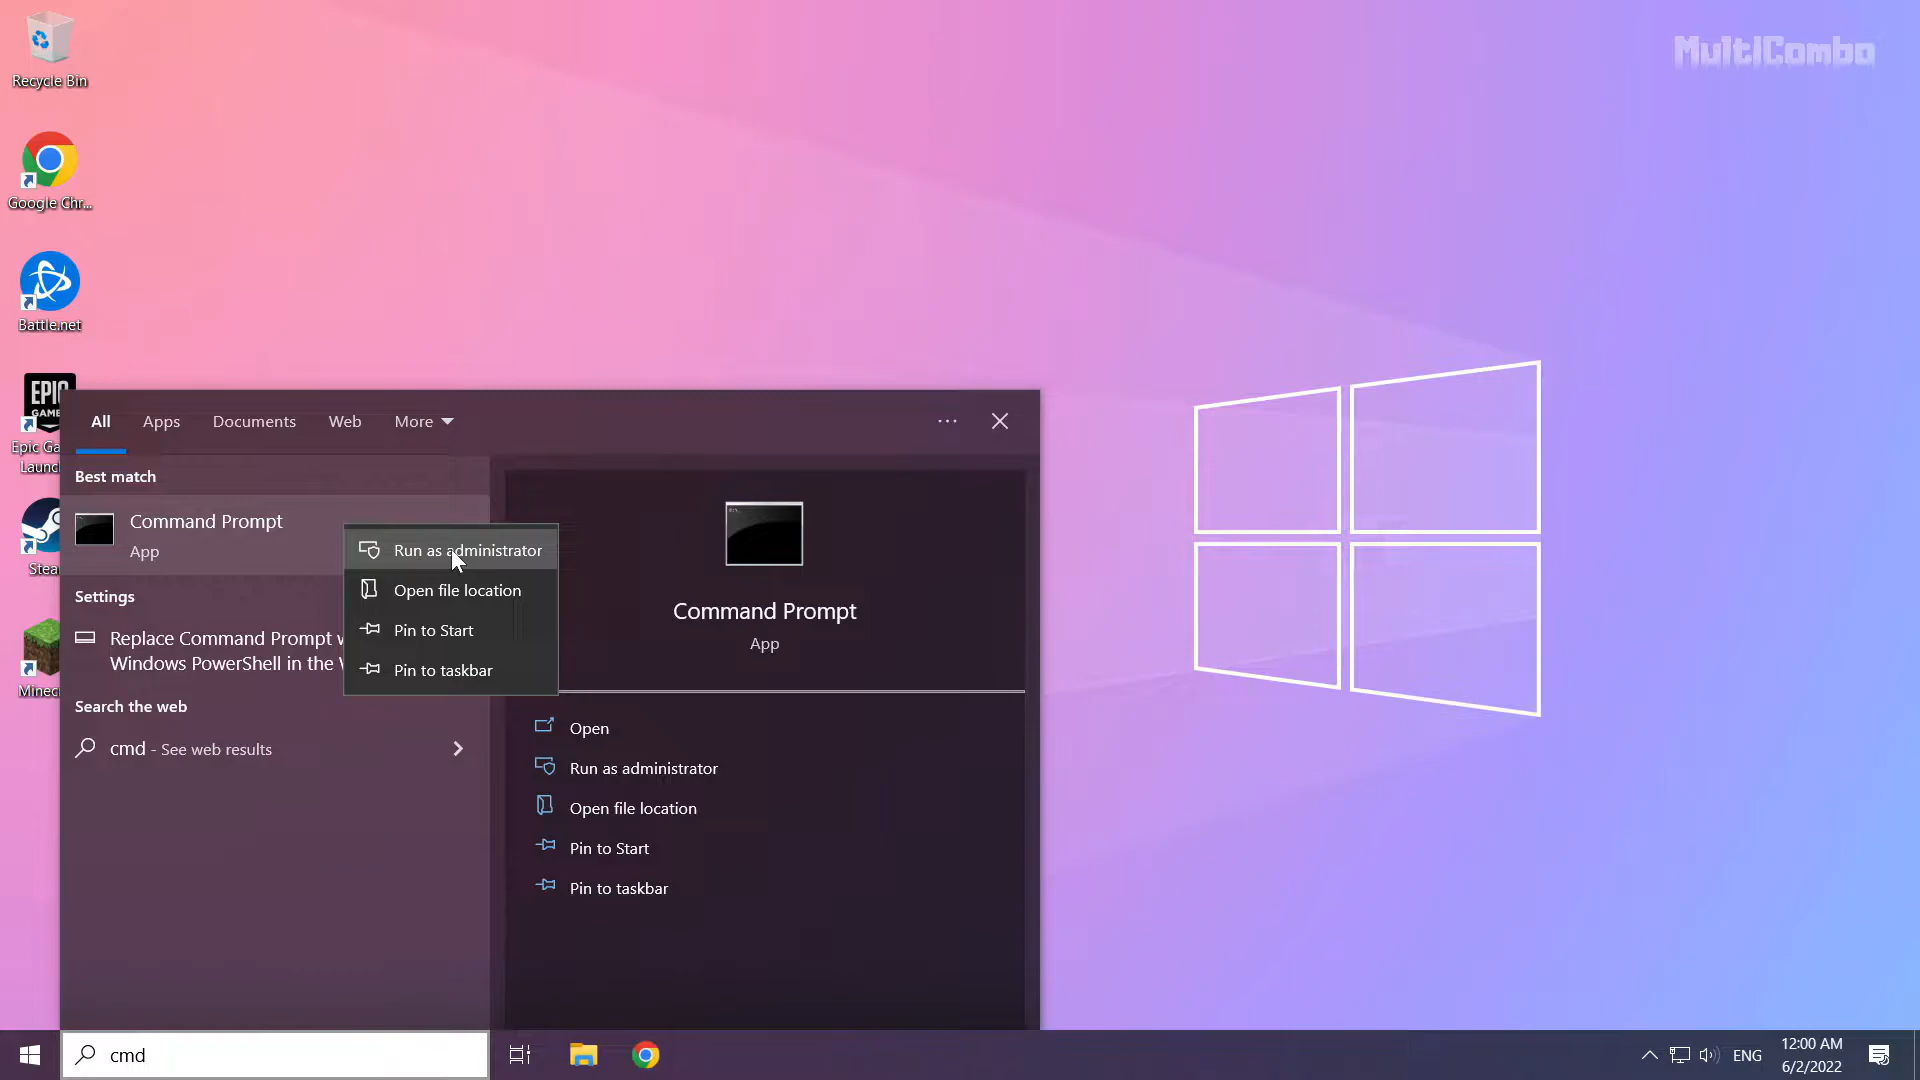 MultiCombo
Recycle Bin
Google Chr...
Battle.net
EPIC
GAM
Epic Ga
Launc
Stea
Minec
All
Apps
Documents
Web
More
Best match
Command Prompt
App
Settings
Replace Command Prompt w
Windows PowerShell in the
Search the web
cmd - See web results
Run as administrator
Open file location
Pin to Start
Pin to taskbar
Command Prompt
App
Open
Run as administrator
Open file location
Pin to Start
Pin to taskbar
cmd
ENG
12:00 AM
6/2/2022